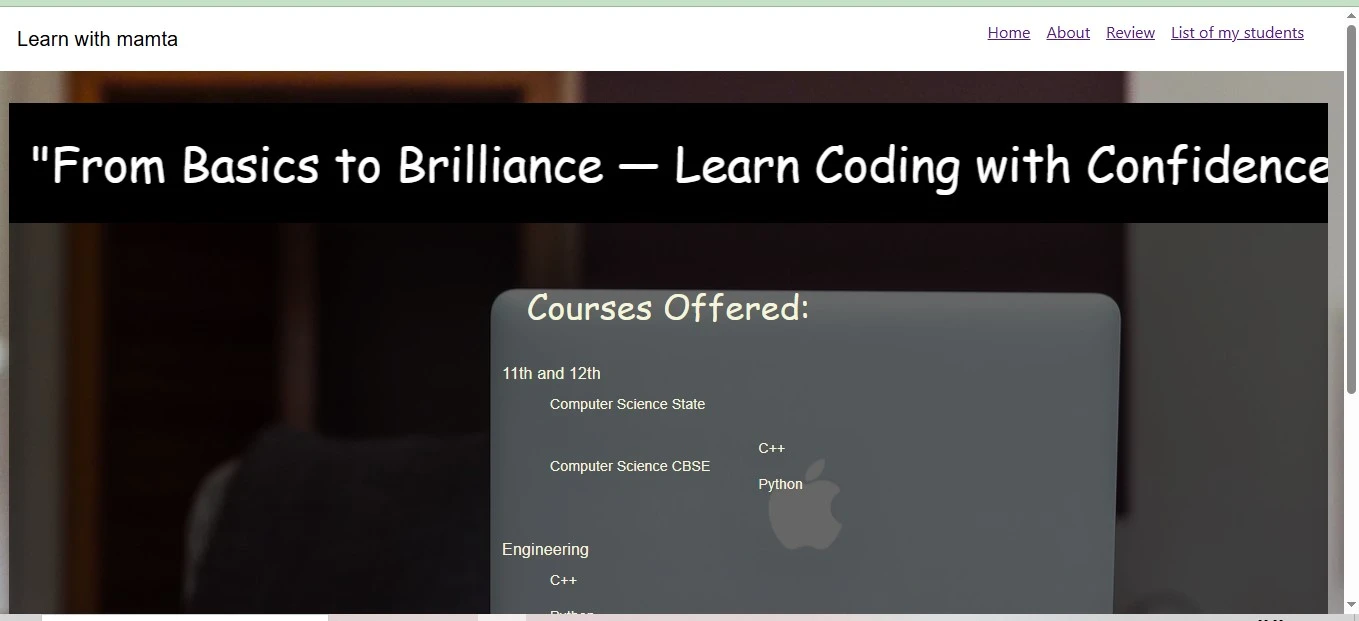 Learn with mamta
Home About Review List of my students
"From Basics to Brilliance — Learn Coding with Confidence
Courses Offered:
11th and 12th
Computer Science State
C++
Computer Science CBSE
Python
Engineering
C++
Python